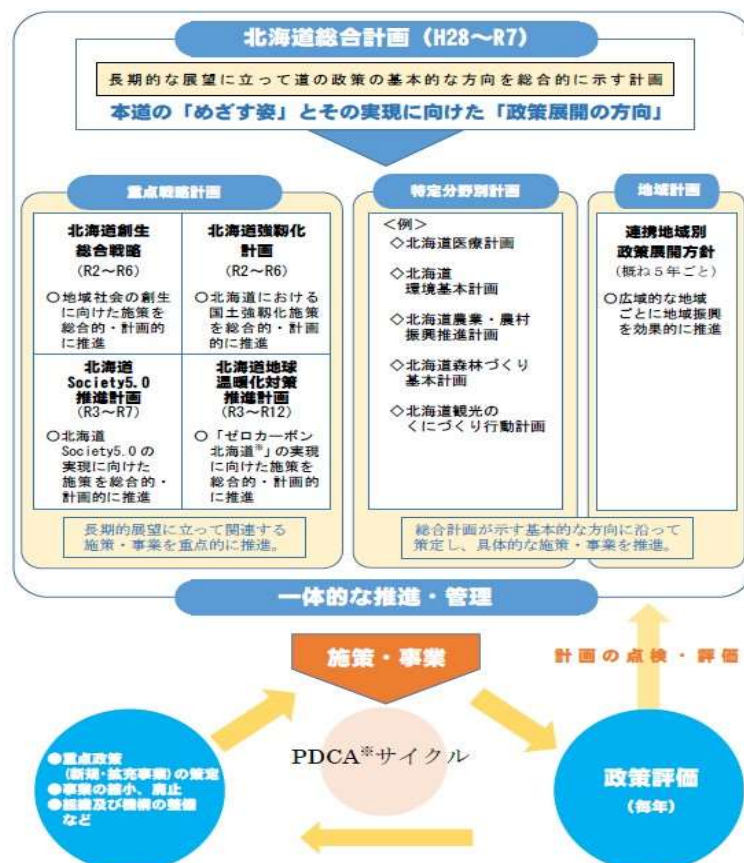 北海道総合計画(H28～R7)
長期的な展望に立って道の政策の基本的な方向を総合的に示す計画
本道の「めざす姿」とその実現に向けた「政策展開の方向」
重点戦略計画
北海道創生
総合戦略
(R2～R6)
○地域社会の創生
に向けた施策を
総合的・計画的
に推進
北海道強靱化
計画
(R2～R6)
○北海道における
国土強靱化施策
を総合的・計画
的に推進
北海道
Society5.0
推進計画
(R3～R7)
○北海道
Society5.0の
実現に向けた
施策を総合的・
計画的に推進
北海道地球
温暖化対策
推進計画
(R3～R12)
○「ゼロカーボン
北海道※」の実現
に向けた施策を
総合的・計画的
に推進
長期的展望に立って関連する
施策・事業を重点的に推進。
特定分野別計画
＜例＞
◇北海道医療計画
◇北海道
環境基本計画
◇北海道農業・農村
振興推進計画
◇北海道森林づくり
基本計画
◇北海道観光の
くにづくり行動計画
地域計画
連携地域別
政策展開方針
(概ね5年ごと)
○広域的な地域
ごとに地域振興
を効果的に推進
総合計画が示す基本的な方向に沿って
策定し、具体的な施策・事業を推進。
一体的な推進・管理
施策・事業
計画の点検・評価
PDCA※サイクル
●重点政策
(新規・拡充事業)の策定
●事業の縮小、廃止
●組織及び機構の整備
など
政策評価
(毎年)